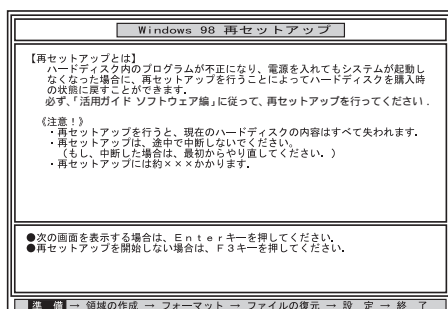 Windows 98 再セットアップ
【再セットアップとは】
ハードディスク内のプログラムが不正になり、電源を入れてもシステムが起動し
なくなった場合に、再セットアップを行うことによってハードディスクを購入時
の状態に戻すことができます。
必ず、「活用ガイド ソフトウェア編」に従って、再セットアップを行ってください．
《注意！》
・再セットアップを行うと、現在のハードディスクの内容はすべて失われます．
・再セットアップは、途中で中断しないでください。
（もし、中断した場合は、最初からやり直してください．）
・再セットアップには約×××かかります．
●次の画面を表示する場合は、Ｅｎｔｅｒキーを押してください．
●再セットアップを開始しない場合は、Ｆ３キーを押してください．
準　備 → 領域の作成 → フォーマット → ファイルの復元 → 設　定 → 終　了